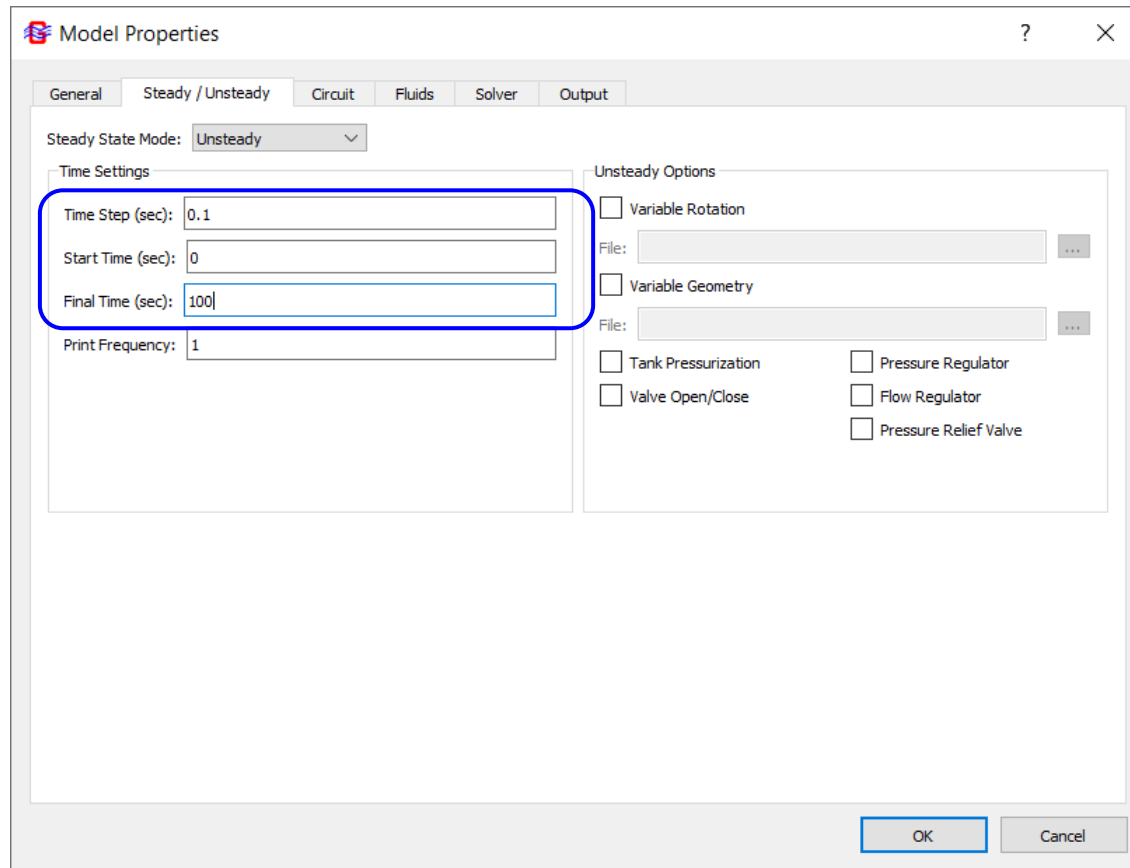 Model Properties
?
General Steady / Unsteady Circuit Fluids Solver Output
Steady State Mode: Unsteady
Time Settings
Time Step (sec): 0.1
Start Time (sec): 0
Final Time (sec): 100
Print Frequency: 1
Unsteady Options
Variable Rotation
File: ...
Variable Geometry
File: ...
Tank Pressurization Pressure Regulator
Valve Open/Close Flow Regulator
Pressure Relief Valve
OK Cancel